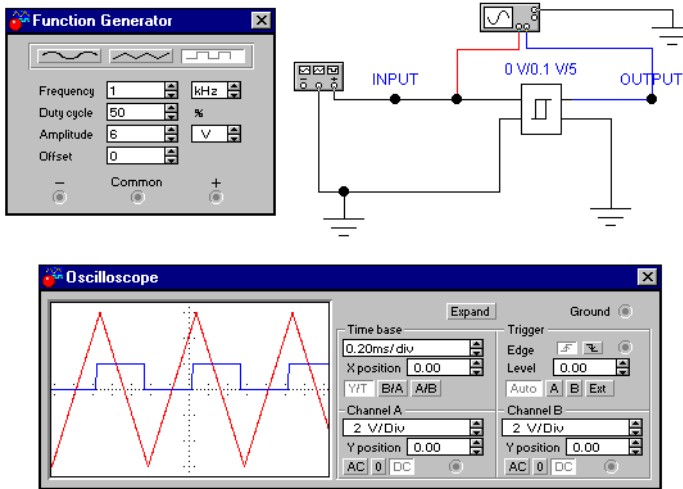 Function Generator
Frequency 1 kHz
Duty cycle 50 %
Amplitude 6 V
Offset 0
− Common +
INPUT
0 V/0.1 V/5
OUTPUT
Oscilloscope
Expand
Ground
Time base
0.20ms/div
X position 0.00
Y/T B/A A/B
Trigger
Edge
Level 0.00
Auto A B Ext
Channel A
2 V/Div
Y position 0.00
AC 0 DC
Channel B
2 V/Div
Y position 0.00
AC 0 DC